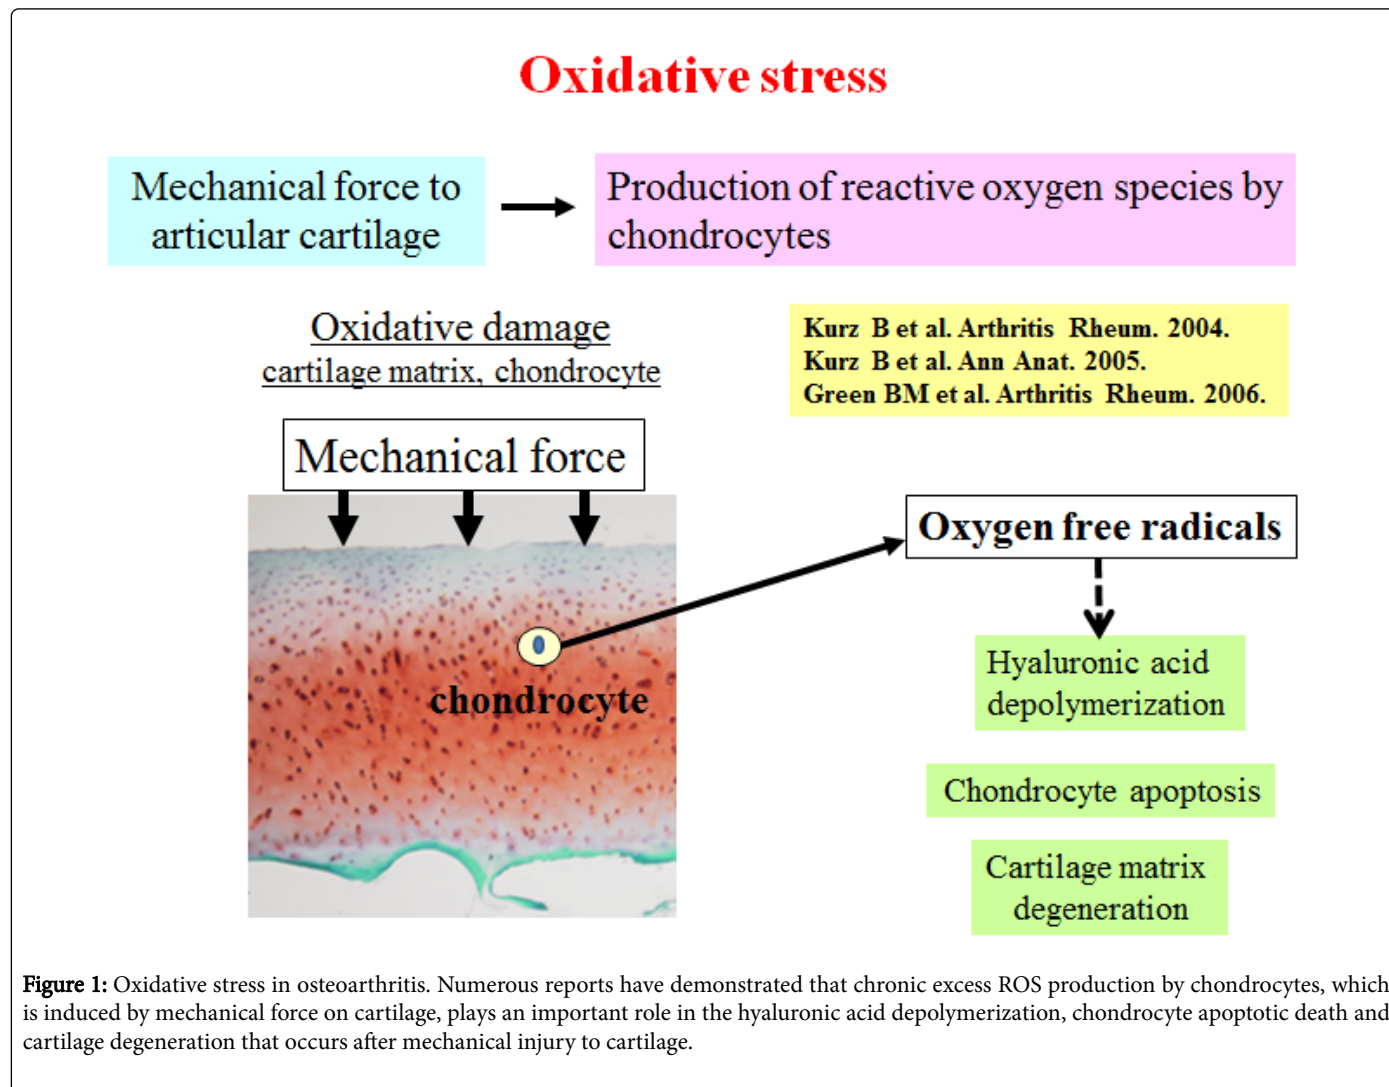 Oxidative stress
Mechanical force to
articular cartilage
Production of reactive oxygen species by
chondrocytes
Oxidative damage
cartilage matrix, chondrocyte
Kurz B et al. Arthritis Rheum. 2004.
Kurz B et al. Ann Anat. 2005.
Green BM et al. Arthritis Rheum. 2006.
Mechanical force
Oxygen free radicals
chondrocyte
Hyaluronic acid
depolymerization
Chondrocyte apoptosis
Cartilage matrix
degeneration
Figure 1: Oxidative stress in osteoarthritis. Numerous reports have demonstrated that chronic excess ROS production by chondrocytes, which
is induced by mechanical force on cartilage, plays an important role in the hyaluronic acid depolymerization, chondrocyte apoptotic death and
cartilage degeneration that occurs after mechanical injury to cartilage.